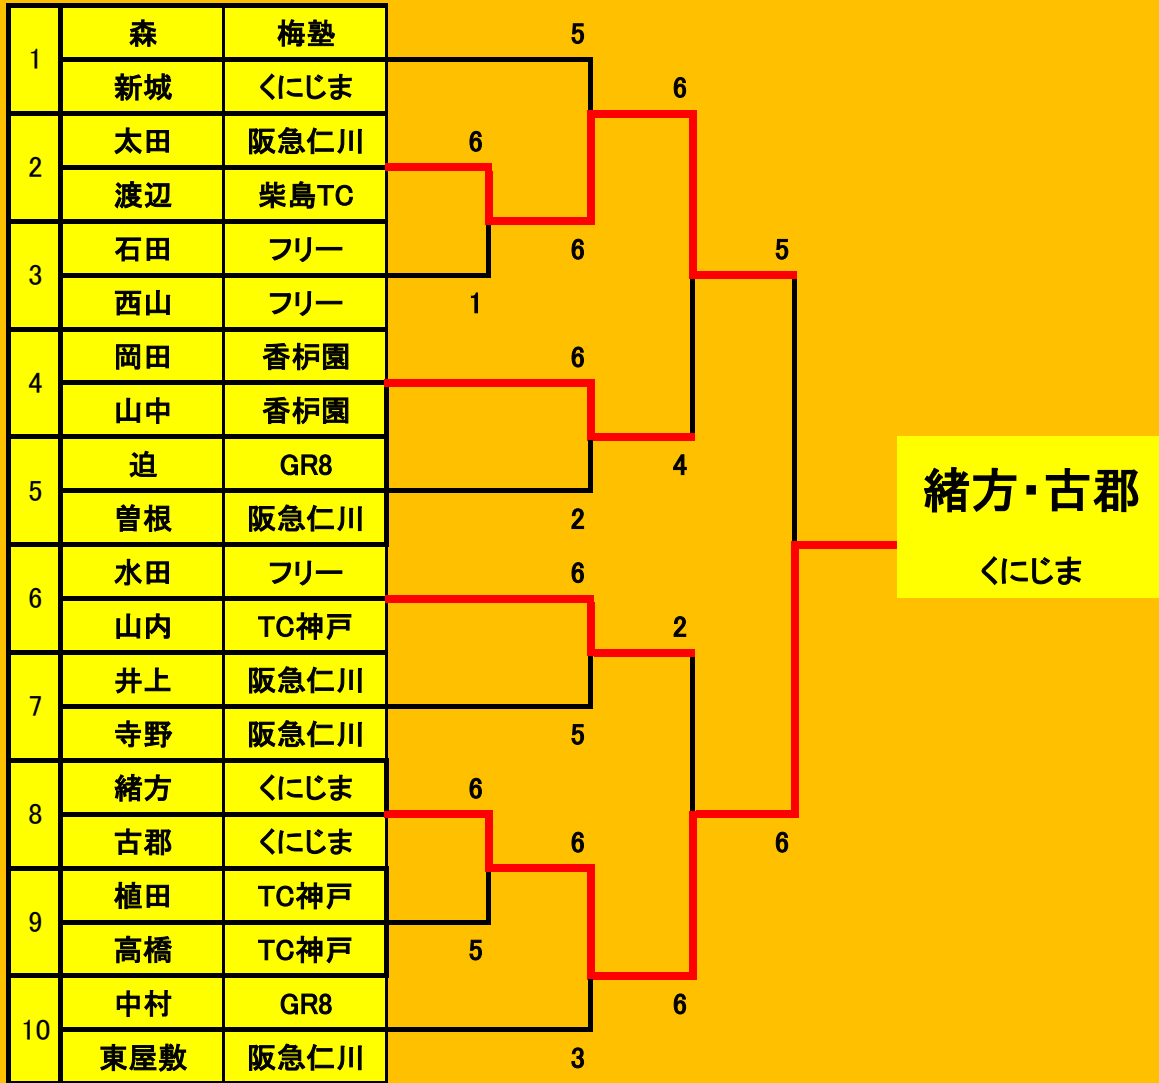 1 森 梅塾 5
新城 くにじま 6
2 太田 阪急仁川 6
渡辺 柴島TC
3 石田 フリー 6 5
西山 フリー 1
4 岡田 香枦園 6
山中 香枦園
5 迫 GR8 4
曽根 阪急仁川 2
緒方・古郡
くにじま
6 水田 フリー 6
山内 TC神戸 2
7 井上 阪急仁川
寺野 阪急仁川 5
8 緒方 くにじま 6
古郡 くにじま 6 6
9 植田 TC神戸
高橋 TC神戸 5
10 中村 GR8 6
東屋敷 阪急仁川 3